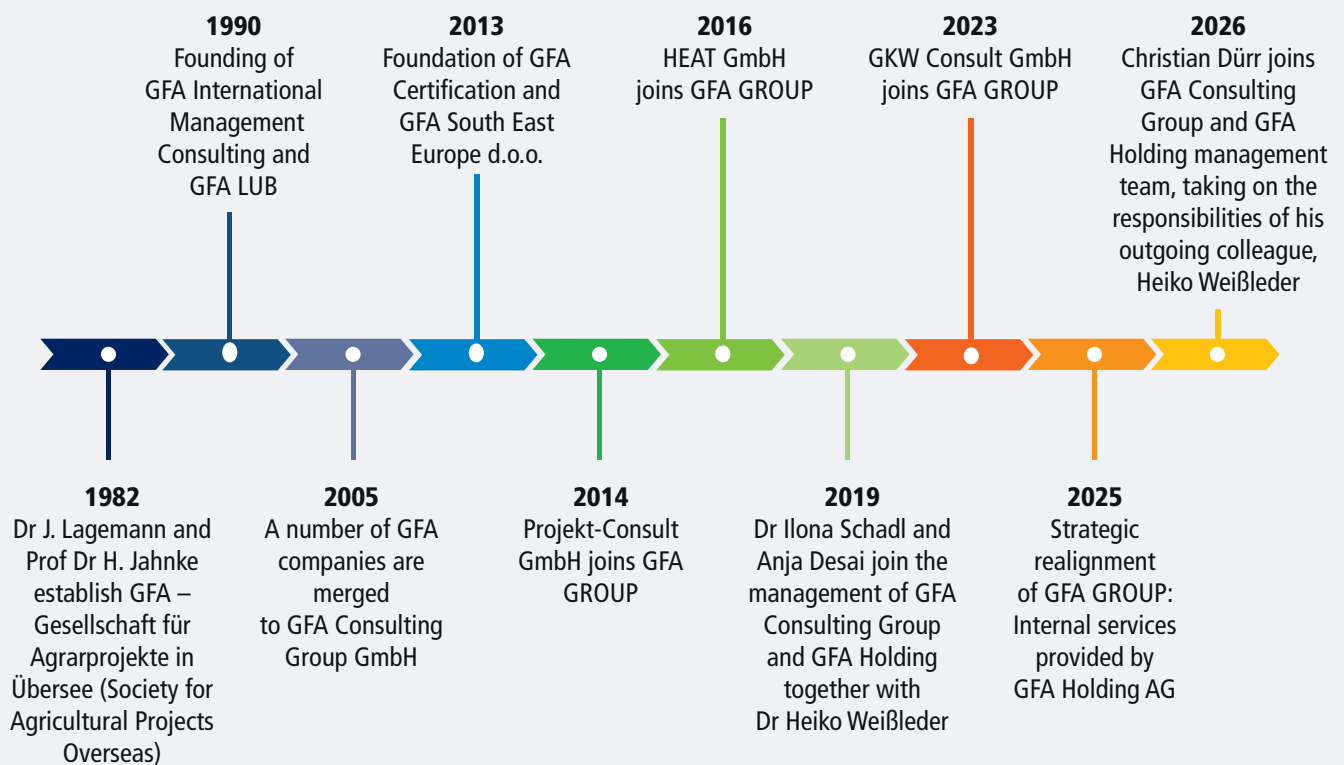 1990
Founding of
GFA International
Management
Consulting and
GFA LUB
2013
Foundation of GFA
Certification and
GFA South East
Europe d.o.o.
2016
HEAT GmbH
joins GFA GROUP
2023
GKW Consult GmbH
joins GFA GROUP
2026
Christian Dürr joins
GFA Consulting
Group and GFA
Holding management
team, taking on the
responsibilities of his
outgoing colleague,
Heiko Weißleder
1982
Dr J. Lagemann and
Prof Dr H. Jahnke
establish GFA –
Gesellschaft für
Agrarprojekte in
Übersee (Society for
Agricultural Projects
Overseas)
2005
A number of GFA
companies are
merged
to GFA Consulting
Group GmbH
2014
Projekt-Consult
GmbH joins GFA
GROUP
2019
Dr Ilona Schadl and
Anja Desai join the
management of GFA
Consulting Group
and GFA Holding
together with
Dr Heiko Weißleder
2025
Strategic
realignment
of GFA GROUP:
Internal services
provided by
GFA Holding AG